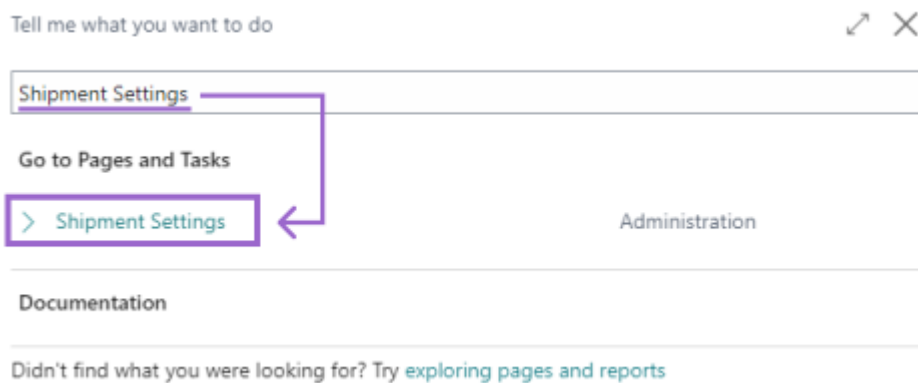 Tell me what you want to do
Shipment Settings
Go to Pages and Tasks
Shipment Settings Administration
Documentation
Didn't find what you were looking for? Try exploring pages and reports